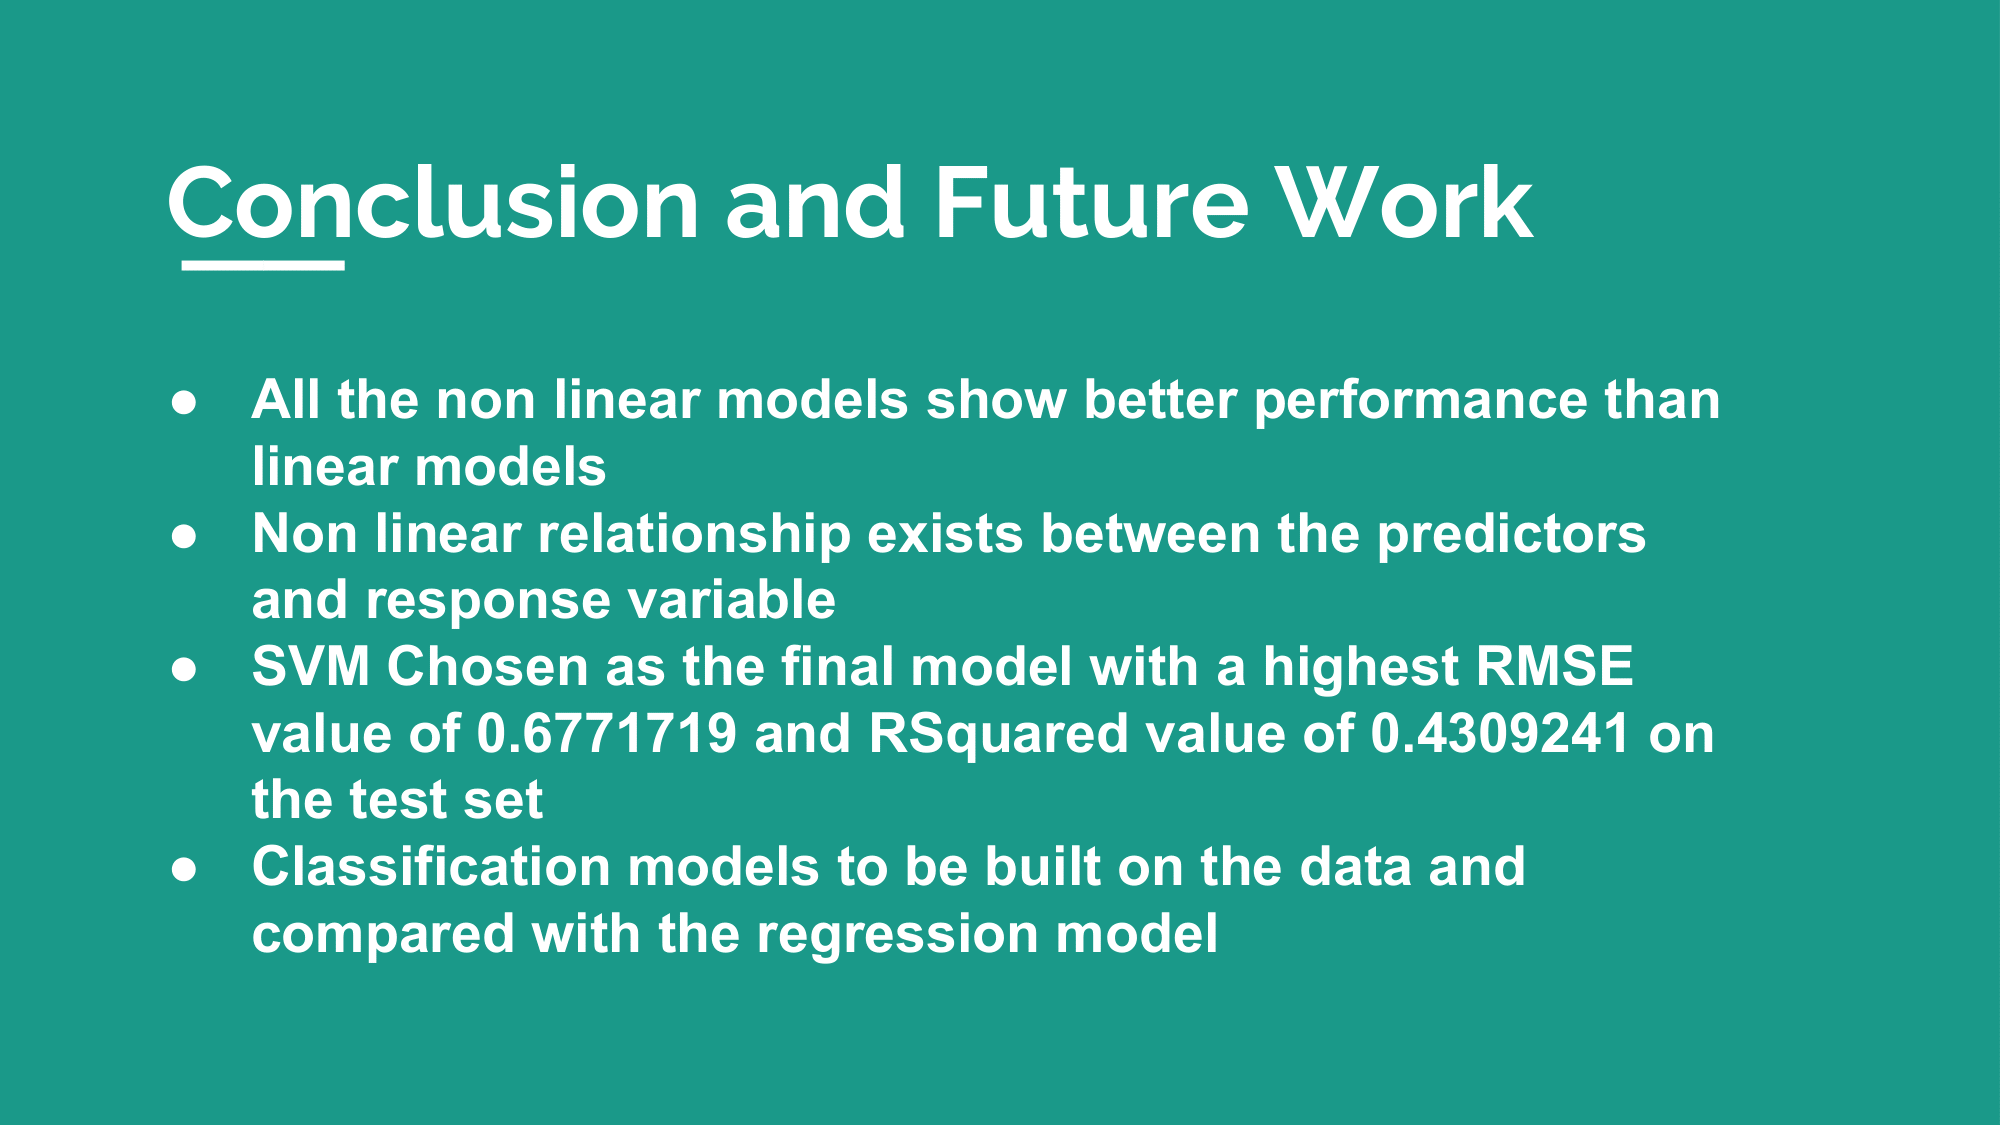 Conclusion and Future Work
● All the non linear models show better performance than
linear models
● Non linear relationship exists between the predictors
and response variable
● SVM Chosen as the final model with a highest RMSE
value of 0.6771719 and RSquared value of 0.4309241 on
the test set
● Classification models to be built on the data and
compared with the regression model